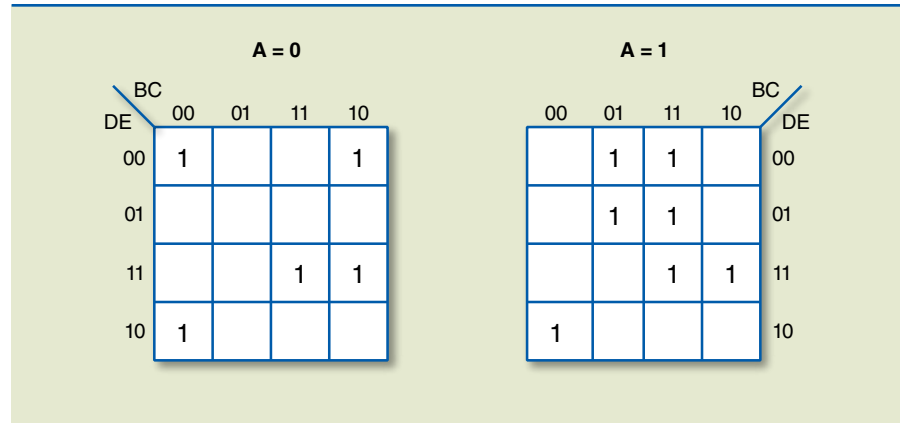 A = 0 A = 1
BC BC
DE 00 01 11 10 00 01 11 10 DE
00 1 1 1 1 00
01 1 1 01
11 1 1 1 1 11
10 1 1 10